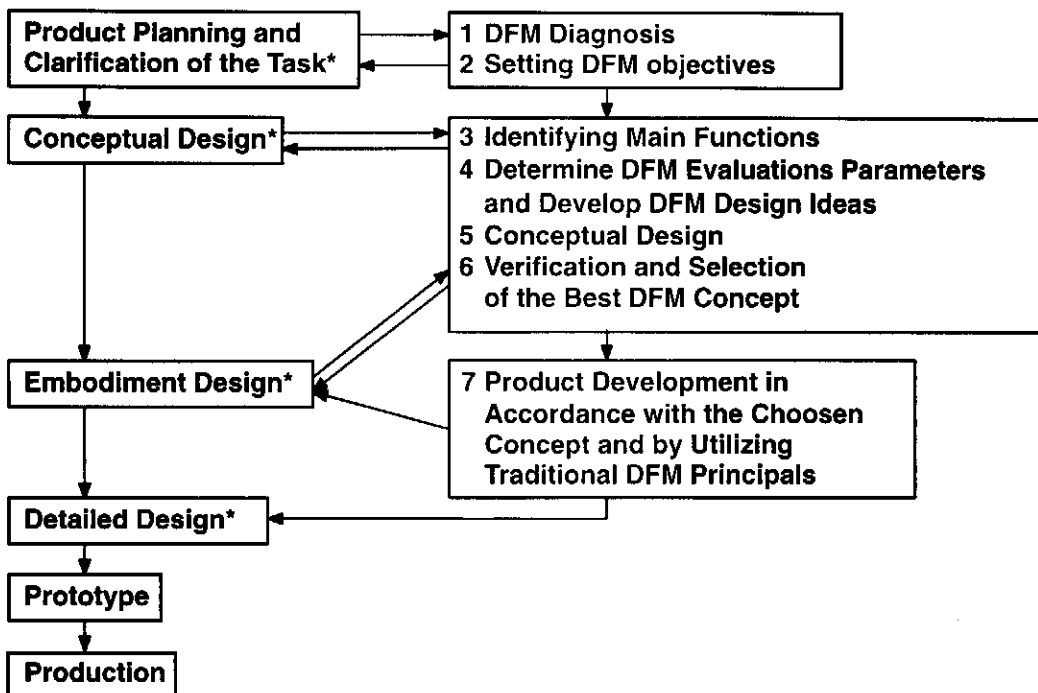 Product Planning and
Clarification of the Task*
1 DFM Diagnosis
2 Setting DFM objectives
Conceptual Design*
3 Identifying Main Functions
4 Determine DFM Evaluations Parameters
and Develop DFM Design Ideas
5 Conceptual Design
6 Verification and Selection
of the Best DFM Concept
Embodiment Design*
7 Product Development in
Accordance with the Choosen
Concept and by Utilizing
Traditional DFM Principals
Detailed Design*
Prototype
Production